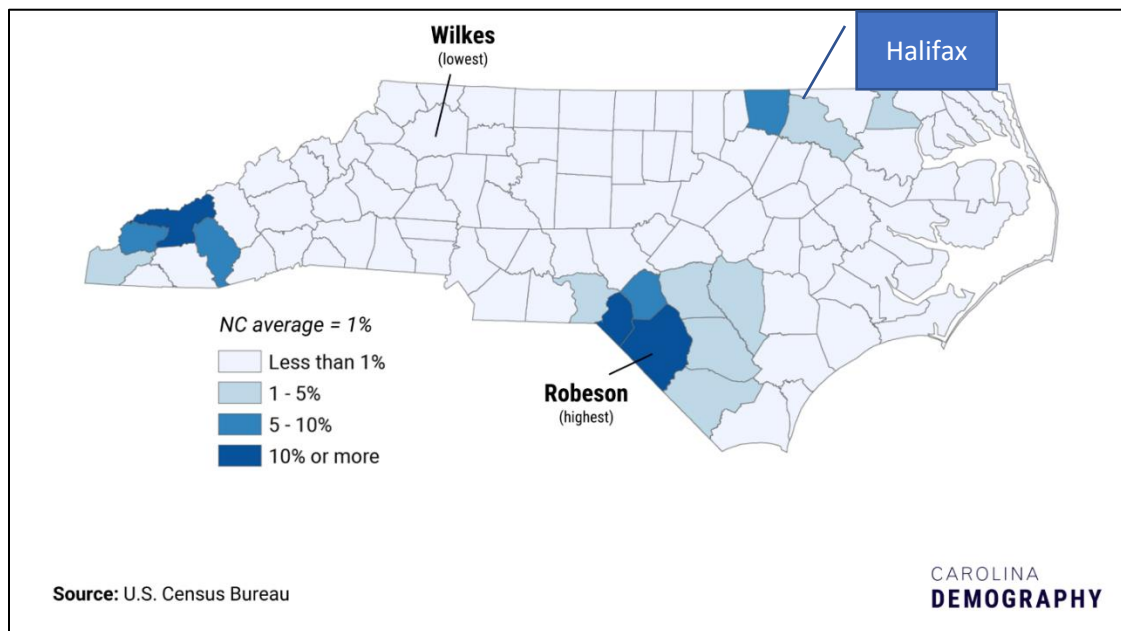 Wilkes
(lowest)
Halifax
NC average = 1%
Less than 1%
1 - 5%
5 - 10%
10% or more
Robeson
(highest)
Source: U.S. Census Bureau
CAROLINA
DEMOGRAPHY